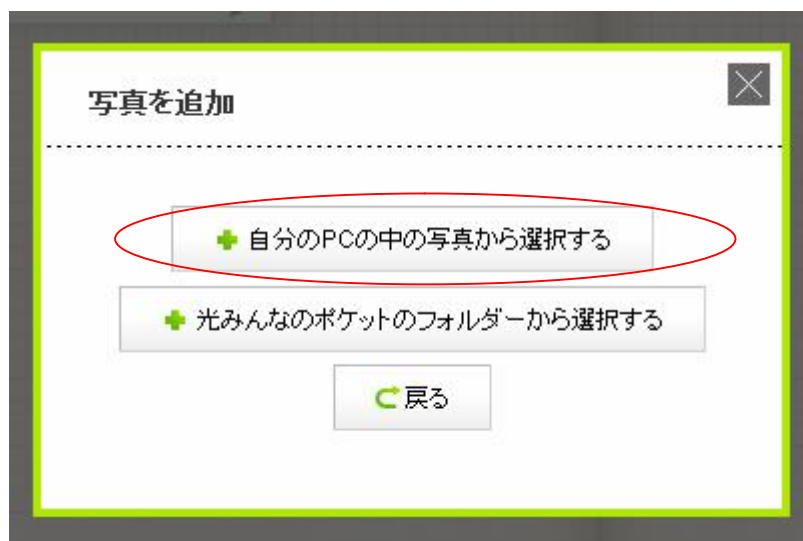 写真を追加
自分のPCの中の写真から選択する
光みんなのポケットのフォルダーから選択する
戻る